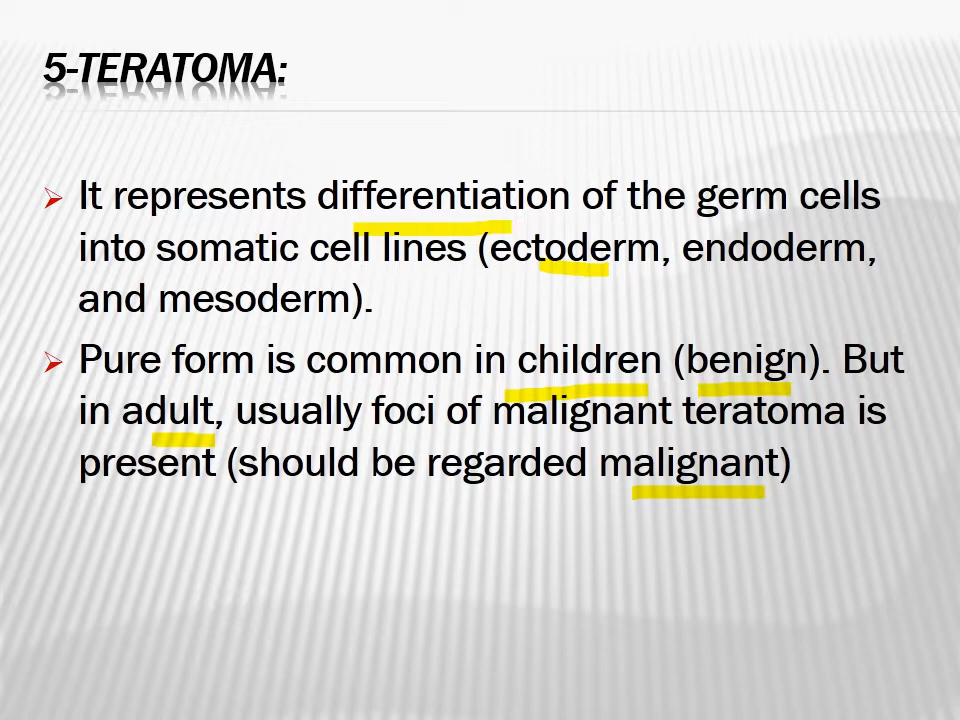 5-TERATOMA:
It represents differentiation of the germ cells
into somatic cell lines (ectoderm, endoderm,
and mesoderm).
Pure form is common in children (benign). But
in adult, usually foci of malignant teratoma is
present (should be regarded malignant)